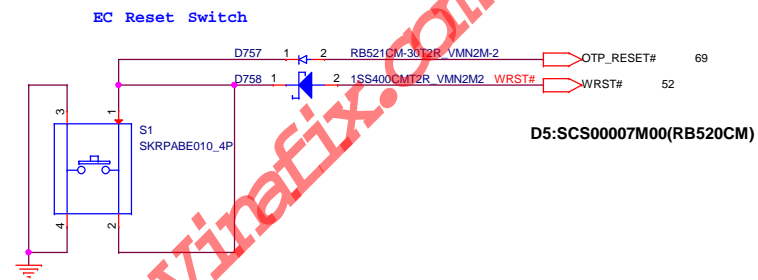 EC Reset Switch
D757 1 2 RB521CM-30T2R_VMN2M-2 OTP_RESET# 69
D758 1 2 1SS400CMT2R_VMN2M2 WRST# WRST# 52
D5:SCS00007M00(RB520CM)
3 1
S1
SKRPABE010_4P
4 2
vinafix.com